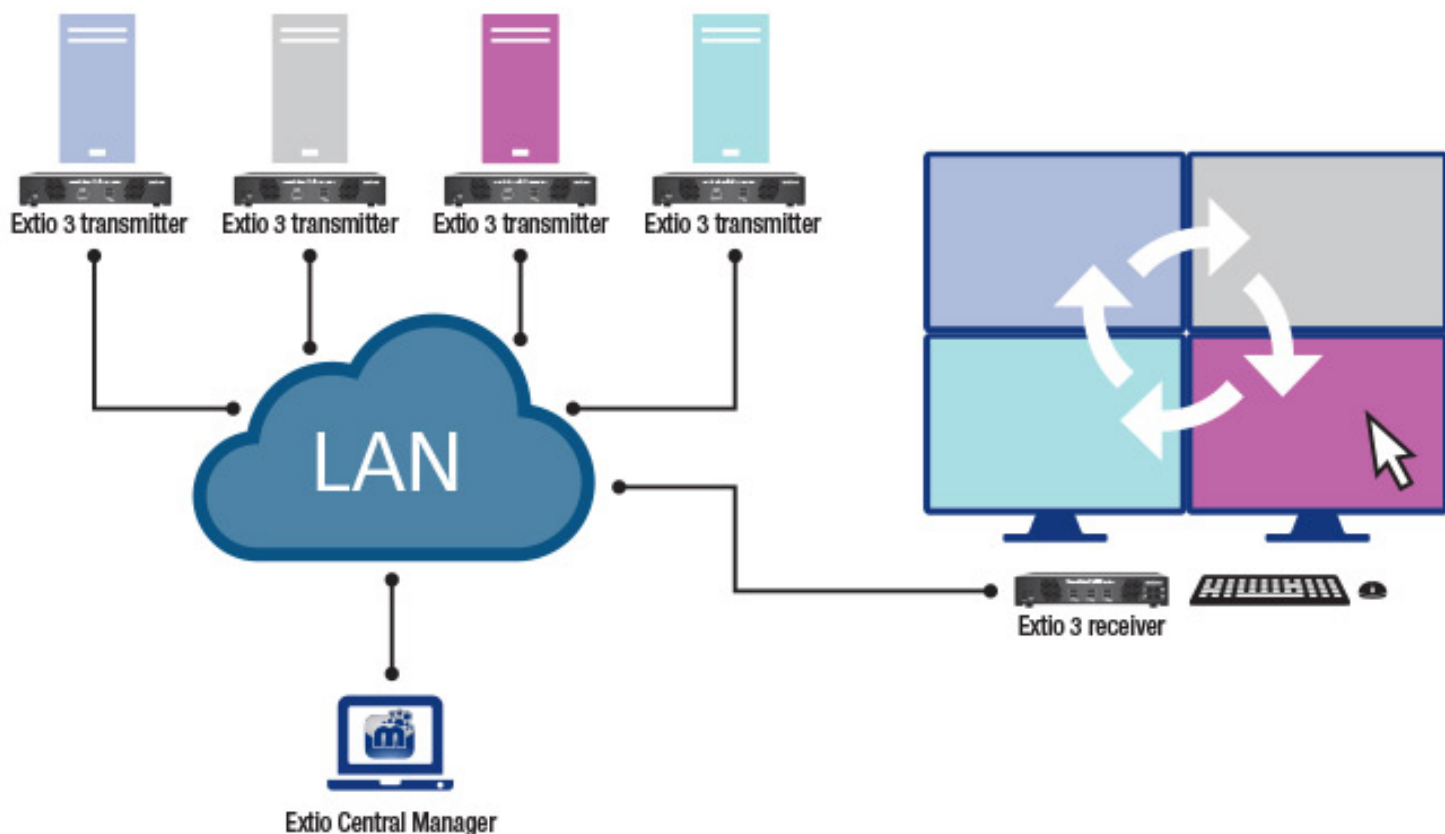 Extio 3 transmitter
Extio 3 transmitter
Extio 3 transmitter
Extio 3 transmitter
LAN
Extio 3 receiver
m
Extio Central Manager